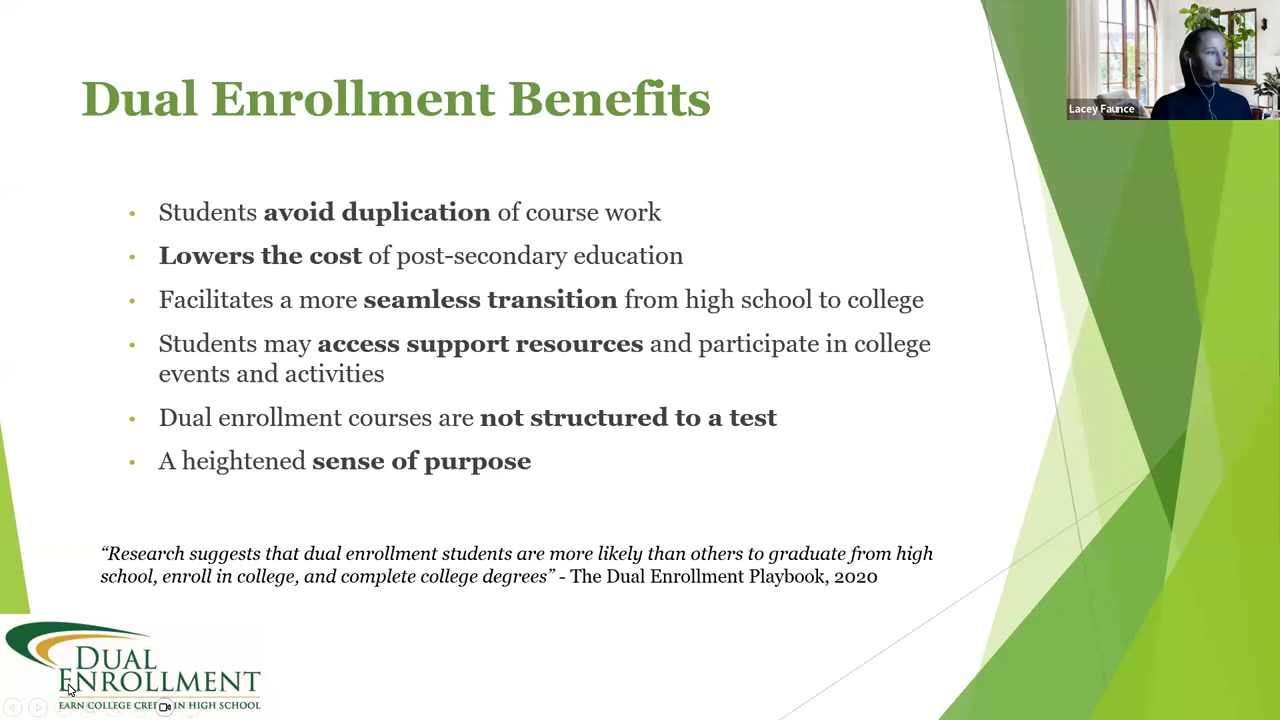 Dual Enrollment Benefits
Lacey Faunce
• Students avoid duplication of course work
• Lowers the cost of post-secondary education
• Facilitates a more seamless transition from high school to college
• Students may access support resources and participate in college
events and activities
• Dual enrollment courses are not structured to a test
• A heightened sense of purpose
“Research suggests that dual enrollment students are more likely than others to graduate from high
school, enroll in college, and complete college degrees” - The Dual Enrollment Playbook, 2020
DUAL
ENROLLMENT
EARN COLLEGE IN HIGH SCHOOL